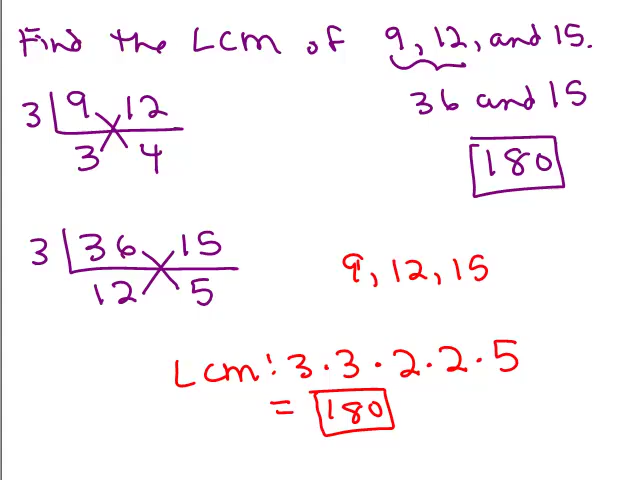 Find the LCM of 9, 12, and 15.
36 and 15
180
3 9 12
3 4
3 36 15
12 5
9, 12, 15
LCM: 3 · 3 · 2 · 2 · 5
= 180